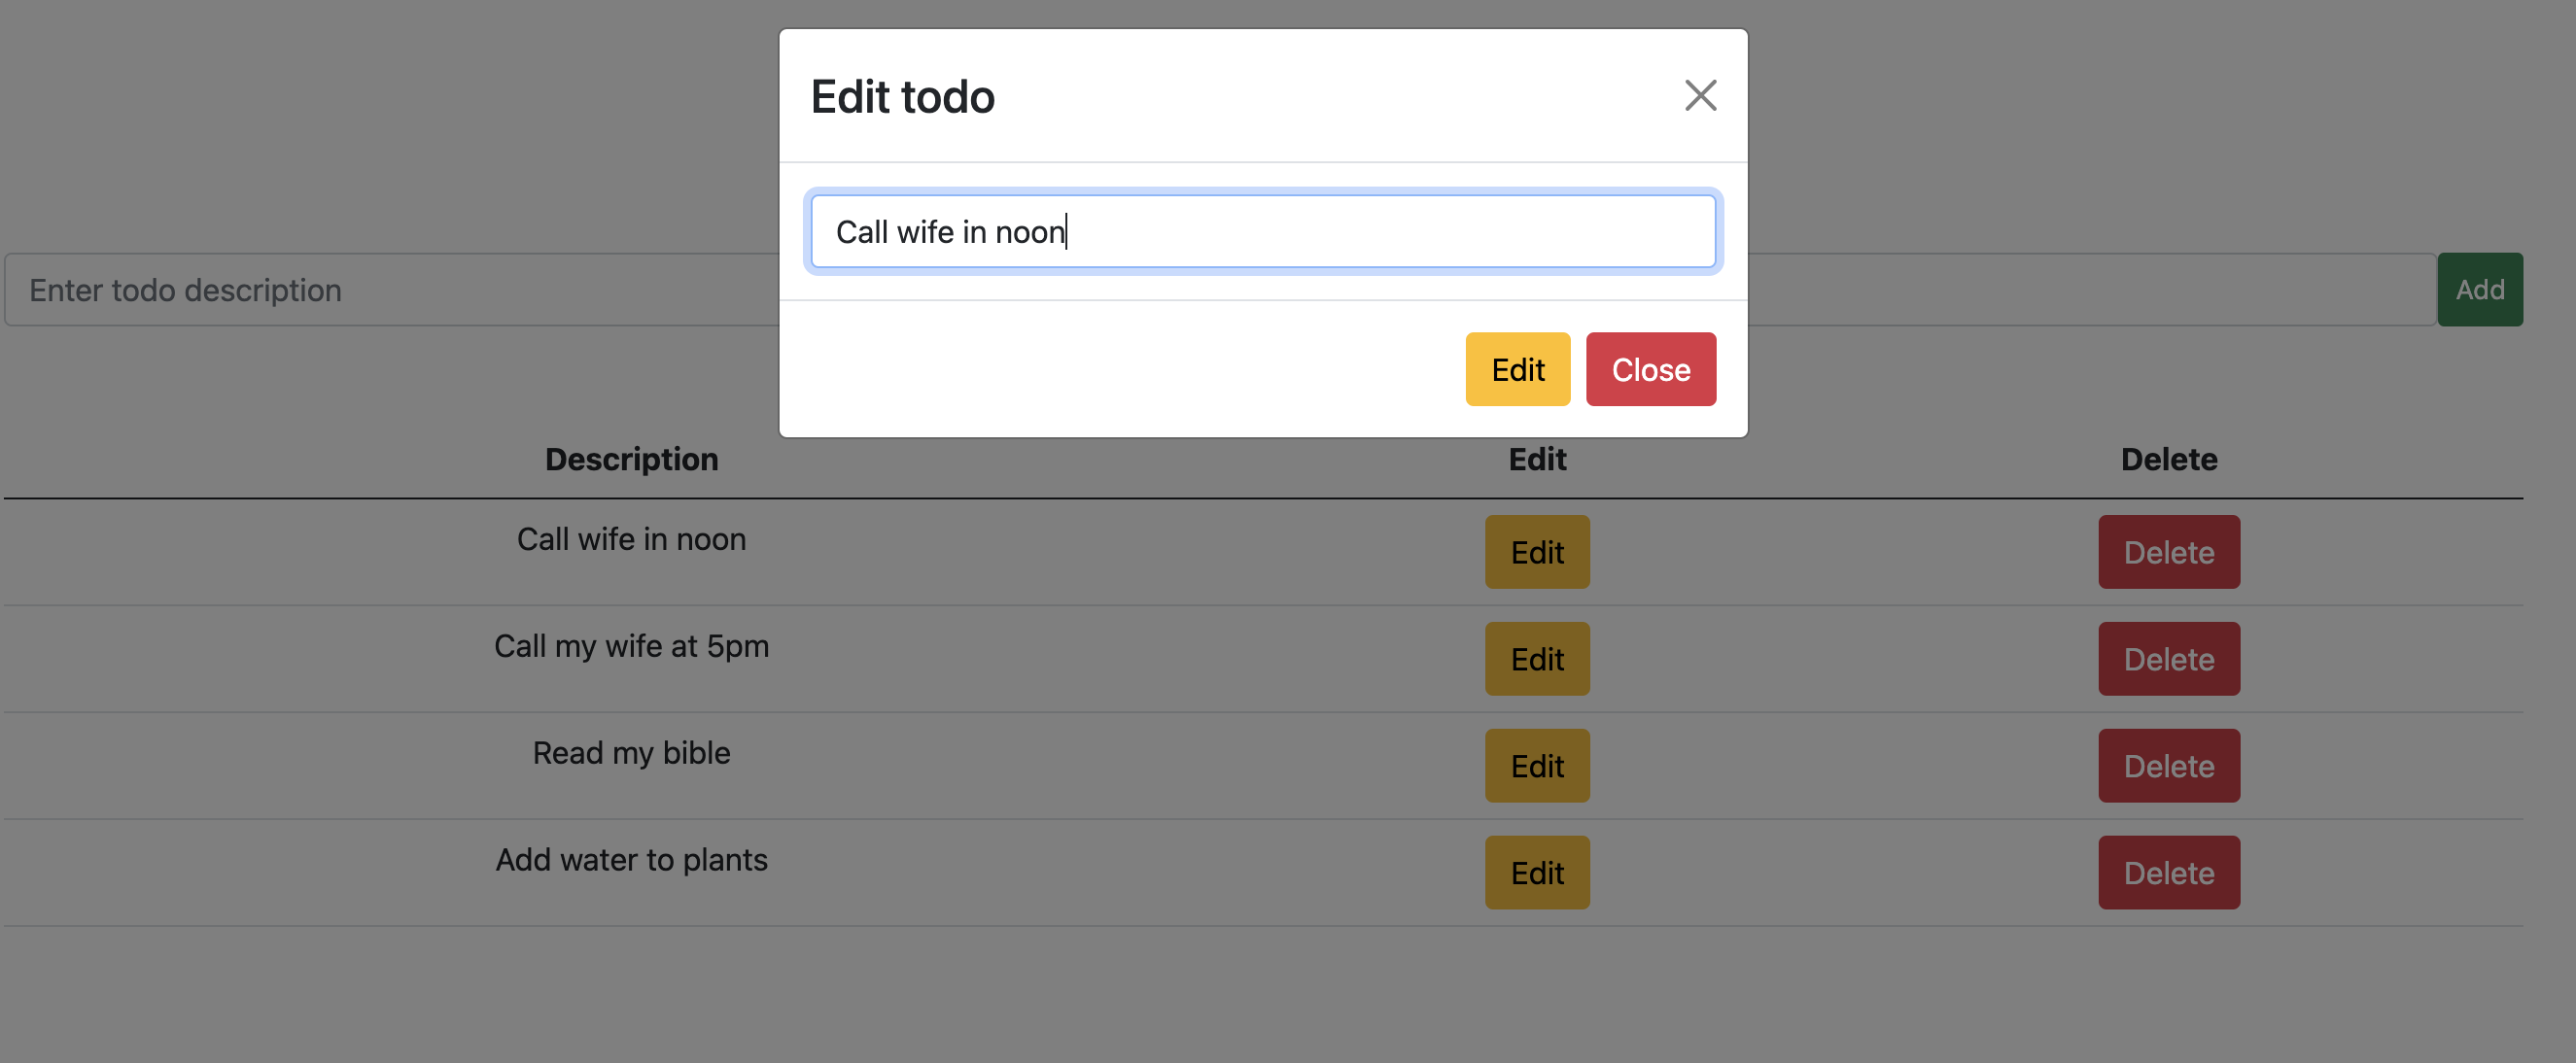 Edit todo
Call wife in noon
Edit Close
Enter todo description Add
Description Edit Delete
Call wife in noon Edit Delete
Call my wife at 5pm Edit Delete
Read my bible Edit Delete
Add water to plants Edit Delete